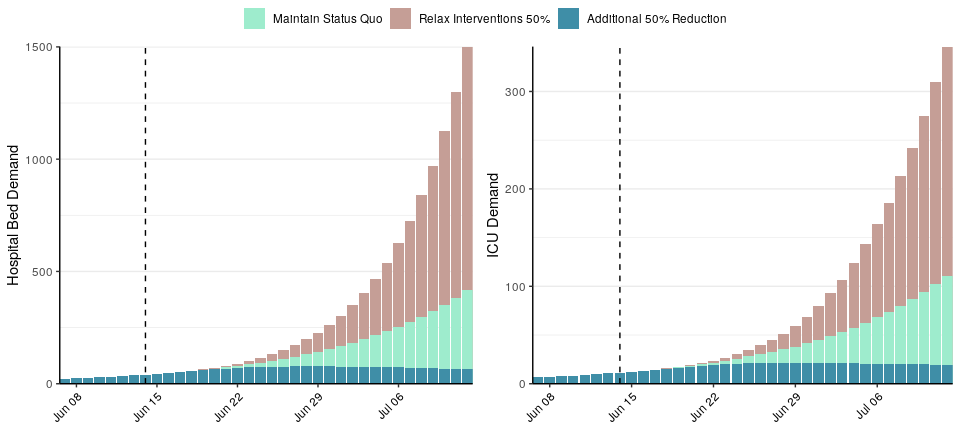 Maintain Status Quo Relax Interventions 50% Additional 50% Reduction
Hospital Bed Demand
1500
1000
500
0
Jun 08 Jun 15 Jun 22 Jun 29 Jul 06
ICU Demand
300
200
100
0
Jun 08 Jun 15 Jun 22 Jun 29 Jul 06